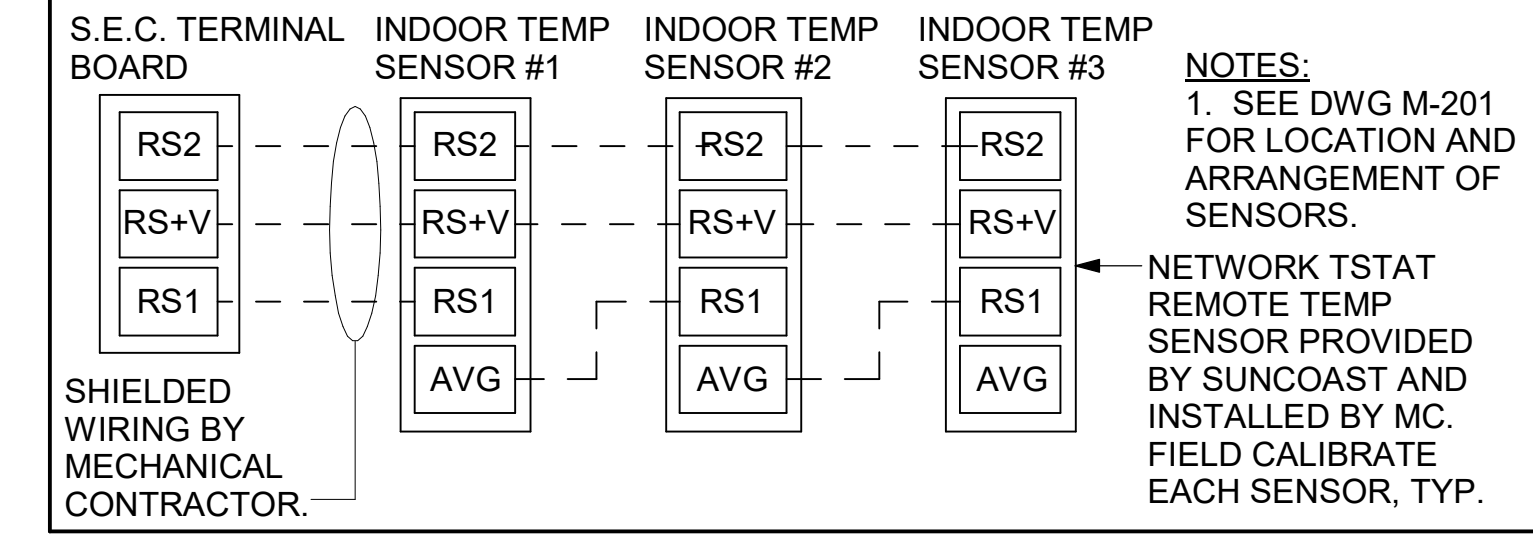 S.E.C. TERMINAL
BOARD
INDOOR TEMP
SENSOR #1
INDOOR TEMP
SENSOR #2
INDOOR TEMP
SENSOR #3
RS2
RS+V
RS1
RS2
RS+V
RS1
AVG
RS2
RS+V
RS1
AVG
RS2
RS+V
RS1
AVG
NOTES:
1. SEE DWG M-201
FOR LOCATION AND
ARRANGEMENT OF
SENSORS.
NETWORK TSTAT
REMOTE TEMP
SENSOR PROVIDED
BY SUNCOAST AND
INSTALLED BY MC.
FIELD CALIBRATE
EACH SENSOR, TYP.
SHIELDED
WIRING BY
MECHANICAL
CONTRACTOR.